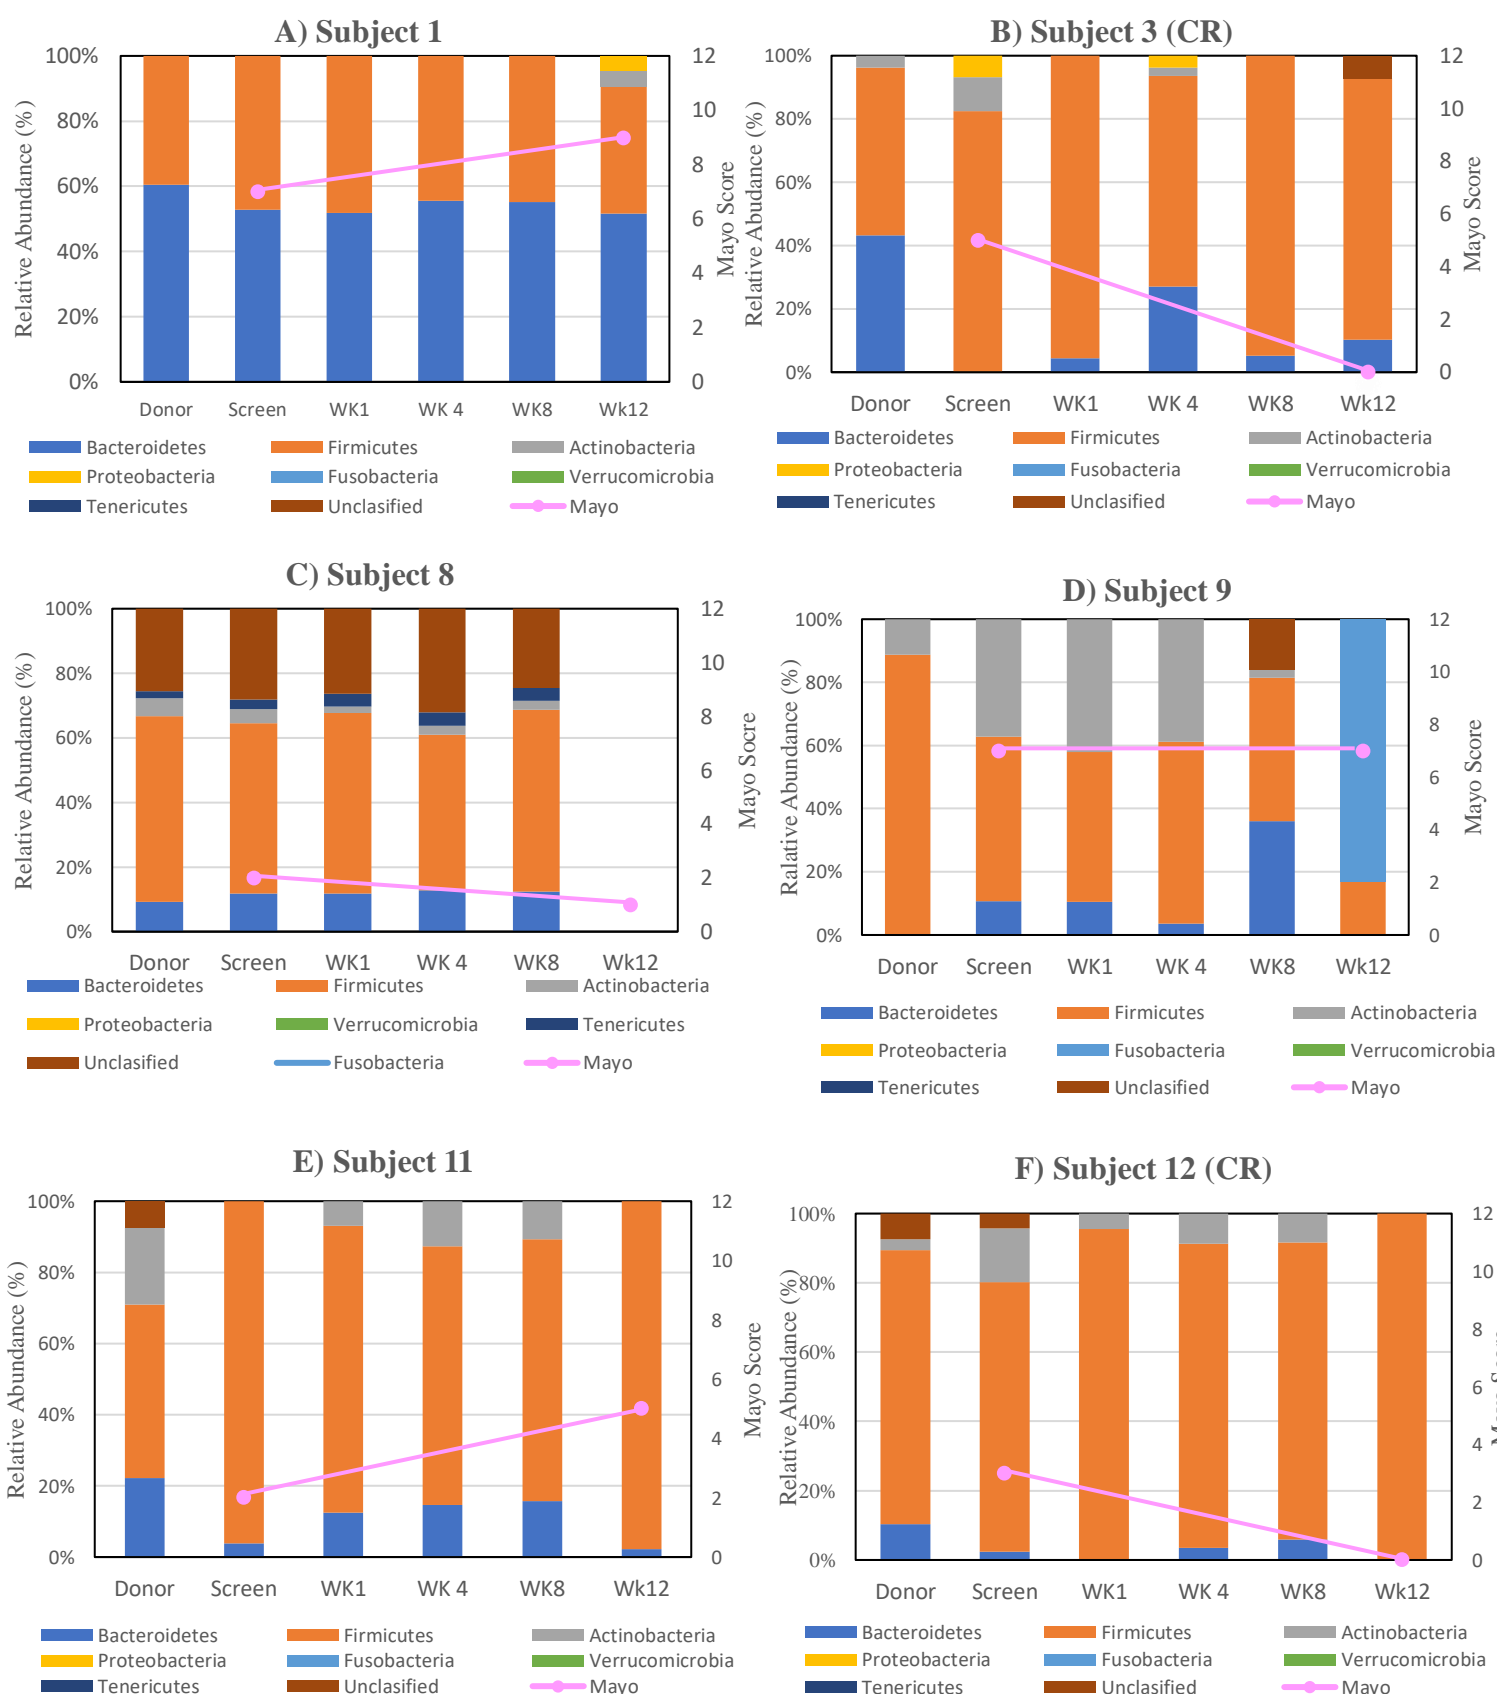 A) Subject 1
100%
80%
60%
40%
20%
0%
Relative Abundance (%)
12
10
8
6
4
2
0
Mayo Score
Donor Screen WK1 WK 4 WK8 Wk12
Bacteroidetes Firmicutes Actinobacteria
Proteobacteria Fusobacteria Verrucomicrobia
Tenericutes Unclasified Mayo
B) Subject 3 (CR)
100%
80%
60%
40%
20%
0%
Relative Abudance (%)
12
10
8
6
4
2
0
Mayo Score
Donor Screen WK1 WK 4 WK8 Wk12
Bacteroidetes Firmicutes Actinobacteria
Proteobacteria Fusobacteria Verrucomicrobia
Tenericutes Unclasified Mayo
C) Subject 8
100%
80%
60%
40%
20%
0%
Relative Abundance (%)
12
10
8
6
4
2
0
Mayo Socre
Donor Screen WK1 WK 4 WK8 Wk12
Bacteroidetes Firmicutes Actinobacteria
Proteobacteria Verrucomicrobia Tenericutes
Unclasified Fusobacteria Mayo
D) Subject 9
100%
80%
60%
40%
20%
0%
Ralative Abundance (%)
12
10
8
6
4
2
0
Mayo Score
Donor Screen WK1 WK 4 WK8 Wk12
Bacteroidetes Firmicutes Actinobacteria
Proteobacteria Fusobacteria Verrucomicrobia
Tenericutes Unclasified Mayo
E) Subject 11
100%
80%
60%
40%
20%
0%
Relative Abundance (%)
12
10
8
6
4
2
0
Mayo Score
Donor Screen WK1 WK 4 WK8 Wk12
Bacteroidetes Firmicutes Actinobacteria
Proteobacteria Fusobacteria Verrucomicrobia
Tenericutes Unclasified Mayo
F) Subject 12 (CR)
100%
80%
60%
40%
20%
0%
Relative Abundance (%)
12
10
8
6
4
2
0
Donor Screen WK1 WK 4 WK8 Wk12
Bacteroidetes Firmicutes Actinobacteria
Proteobacteria Fusobacteria Verrucomicrobia
Tenericutes Unclasified Mayo